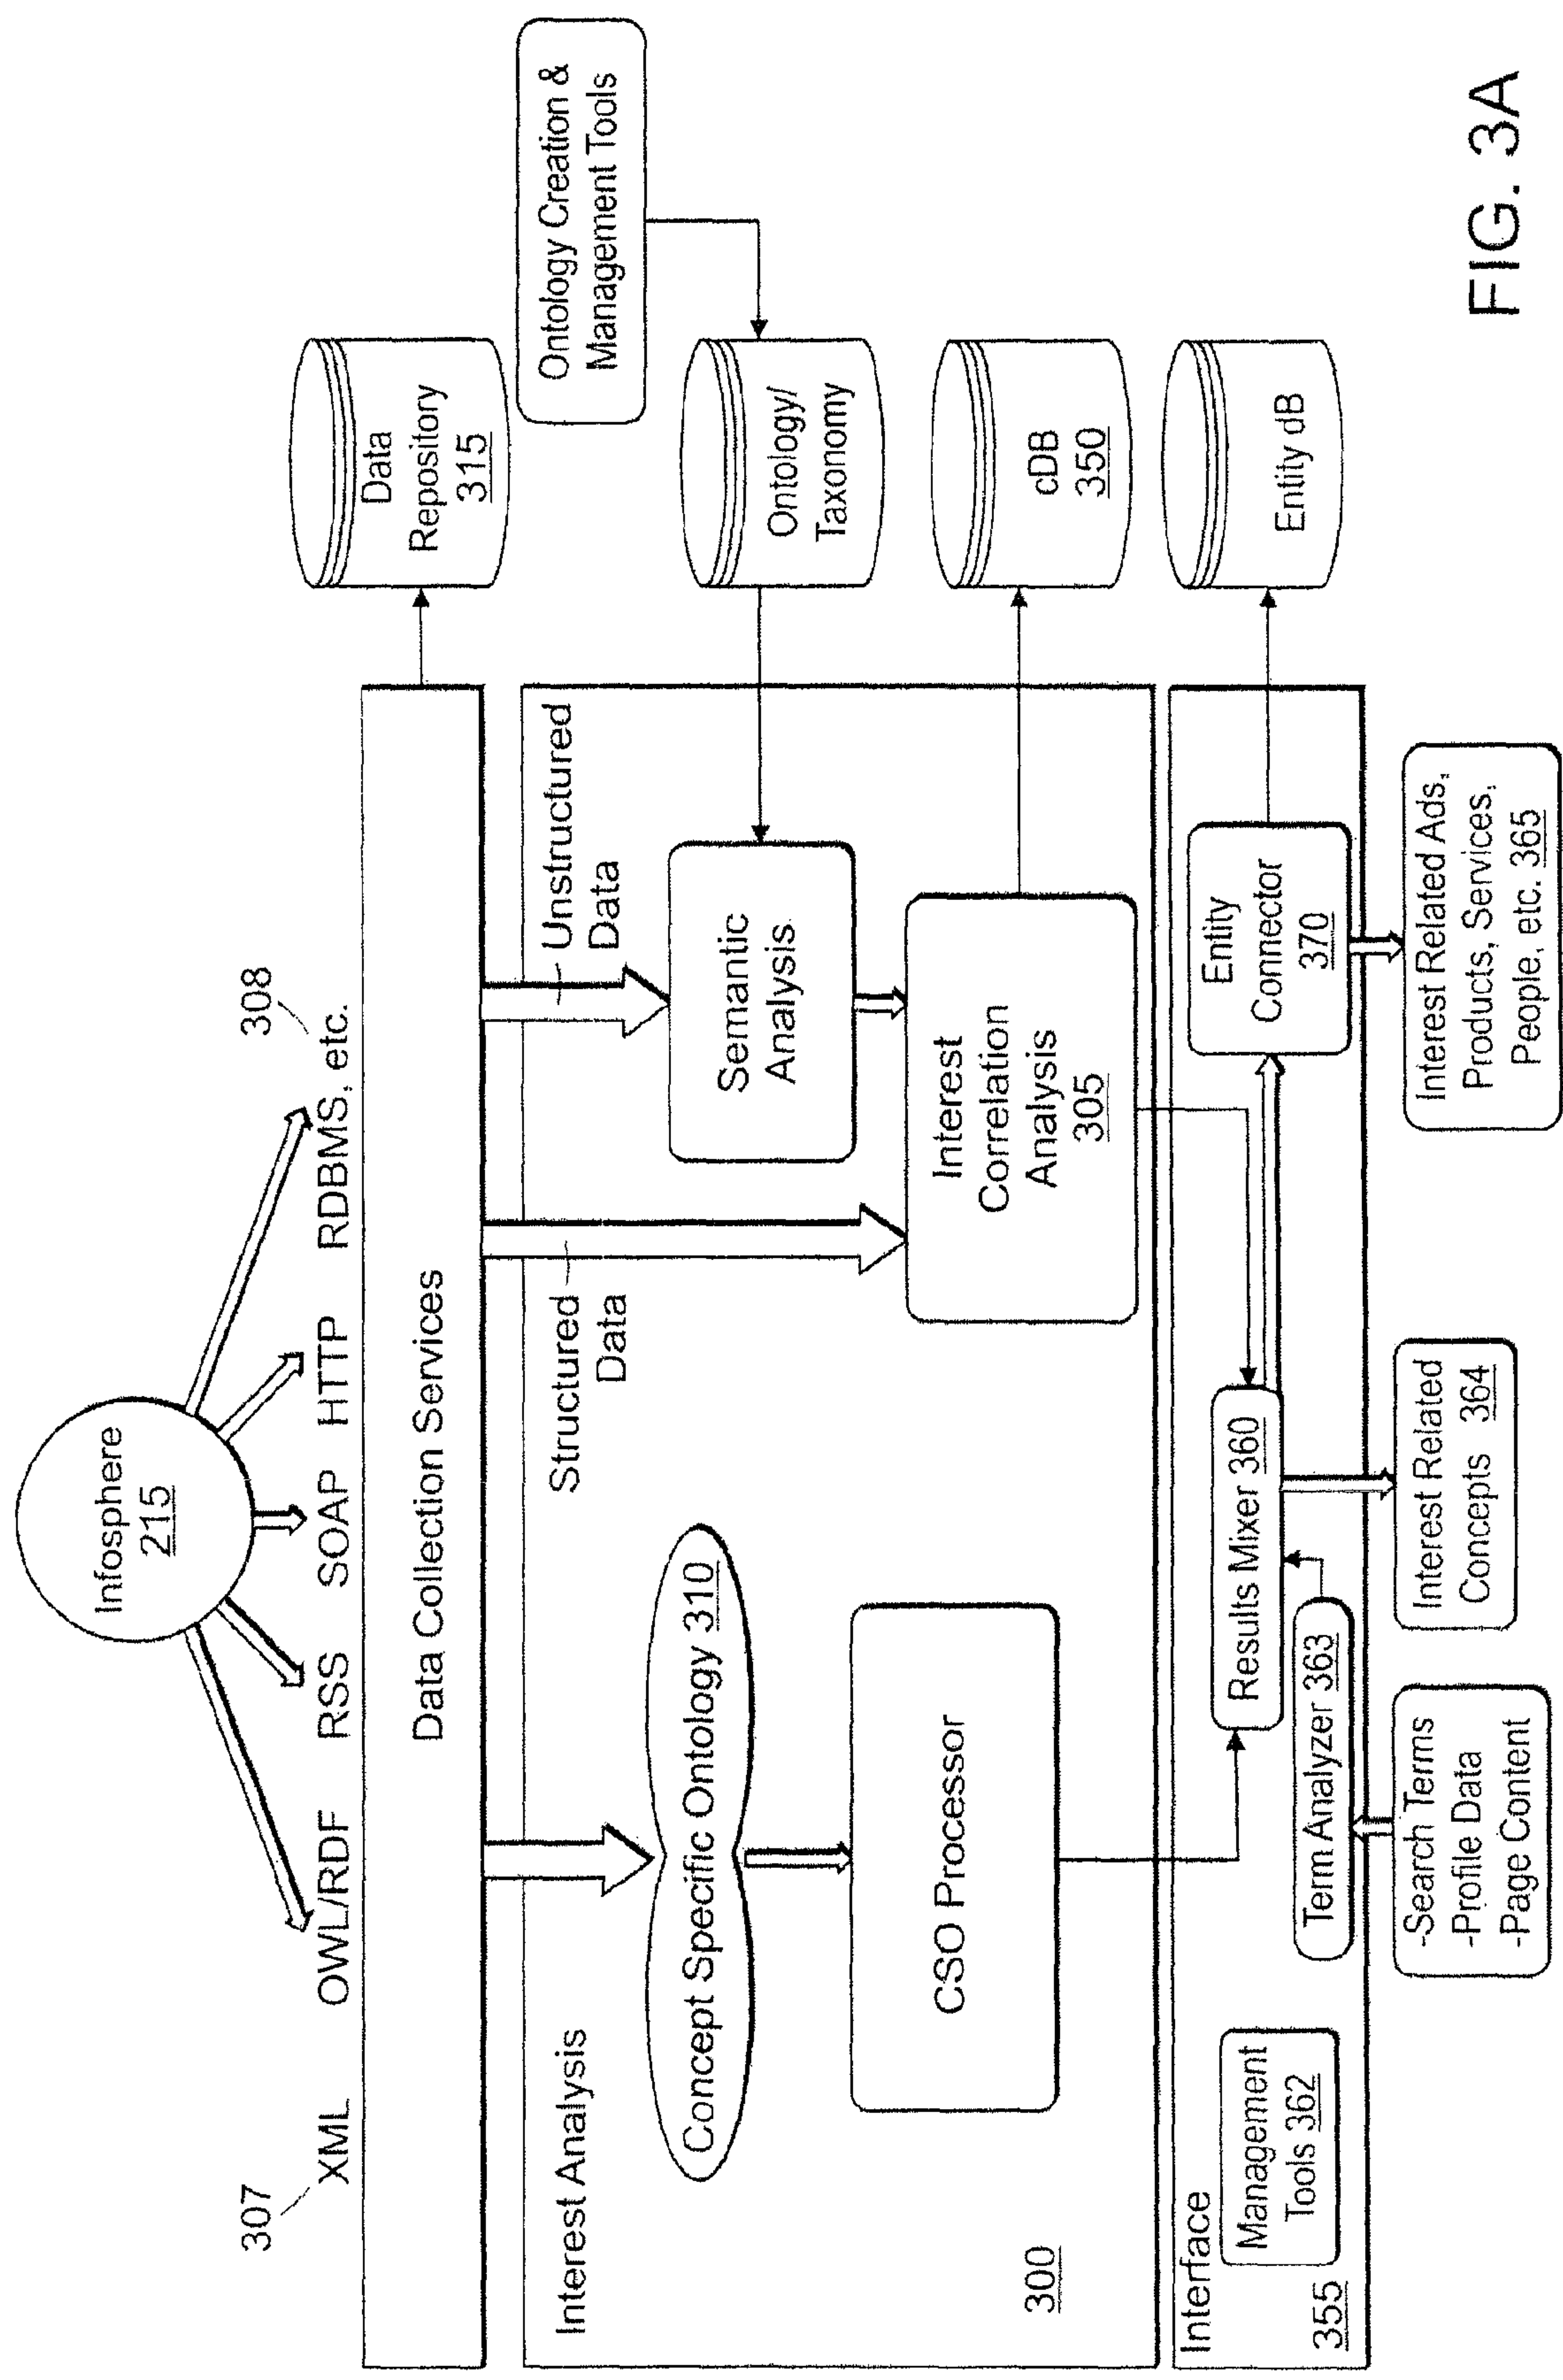 Infosphere
215
307
308
XML
OWL/RDF
RSS
SOAP
HTTP
RDBMS, etc.
Data Collection Services
Data
Repository
315
Interest Analysis
Structured
Data
Unstructured
Data
Ontology Creation &
Management Tools
Concept Specific Ontology 310
Semantic
Analysis
Ontology/
Taxonomy
CSO Processor
Interest
Correlation
Analysis
305
cDB
350
300
Interface
355
Management
Tools 362
Results Mixer 360
Term Analyzer 363
Entity
Connector
370
Entity dB
-Search Terms
-Profile Data
-Page Content
Interest Related
Concepts 364
Interest Related Ads,
Products, Services,
People, etc. 365
FIG. 3A